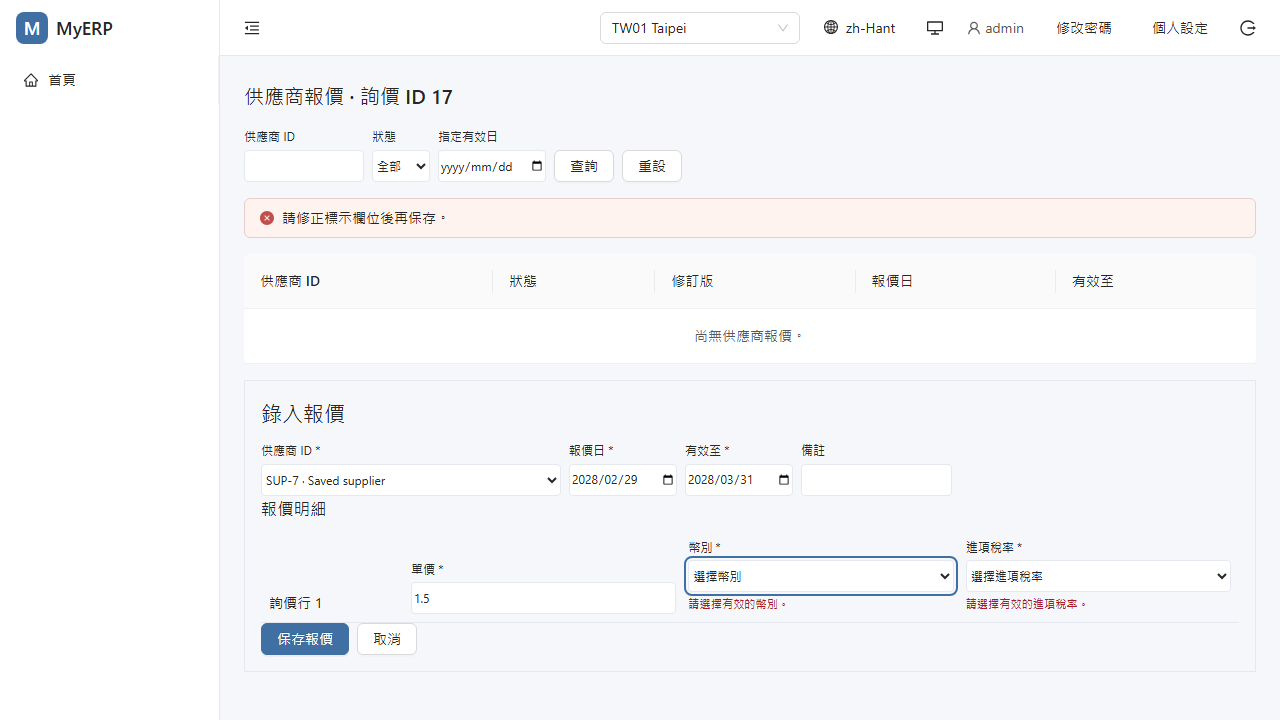 M MyERP
TW01 Taipei
zh-Hant
admin
修改密碼
個人設定
首頁
供應商報價 · 詢價 ID 17
供應商 ID
狀態
指定有效日
全部
yyyy/mm/dd
查詢
重設
請修正標示欄位後再保存。
供應商 ID
狀態
修訂版
報價日
有效至
尚無供應商報價。
錄入報價
供應商 ID *
報價日 *
有效至 *
備註
SUP-7 · Saved supplier
2028/02/29
2028/03/31
報價明細
詢價行 1
單價 *
1.5
幣別 *
選擇幣別
請選擇有效的幣別。
進項稅率 *
選擇進項稅率
請選擇有效的進項稅率。
保存報價
取消